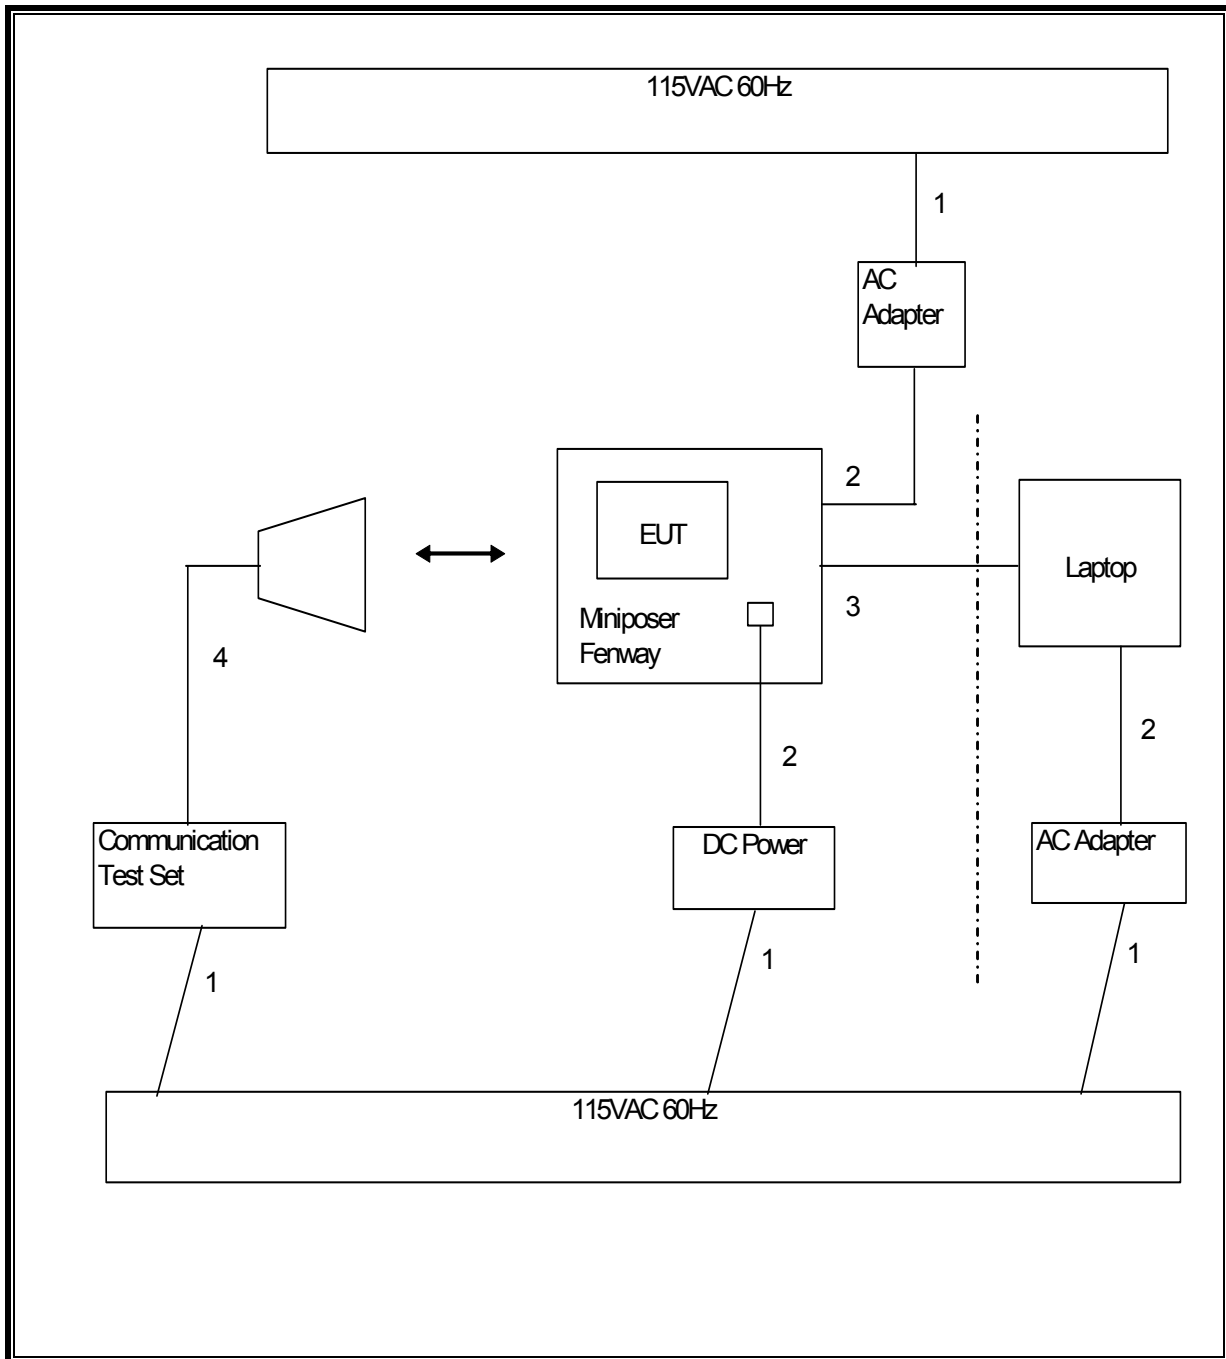 115VAC 60Hz
1
AC
Adapter
2
EUT
Laptop
3
Miniposer
Fenway
4
2
2
Communication
Test Set
DC Power
AC Adapter
1
1
1
115VAC 60Hz